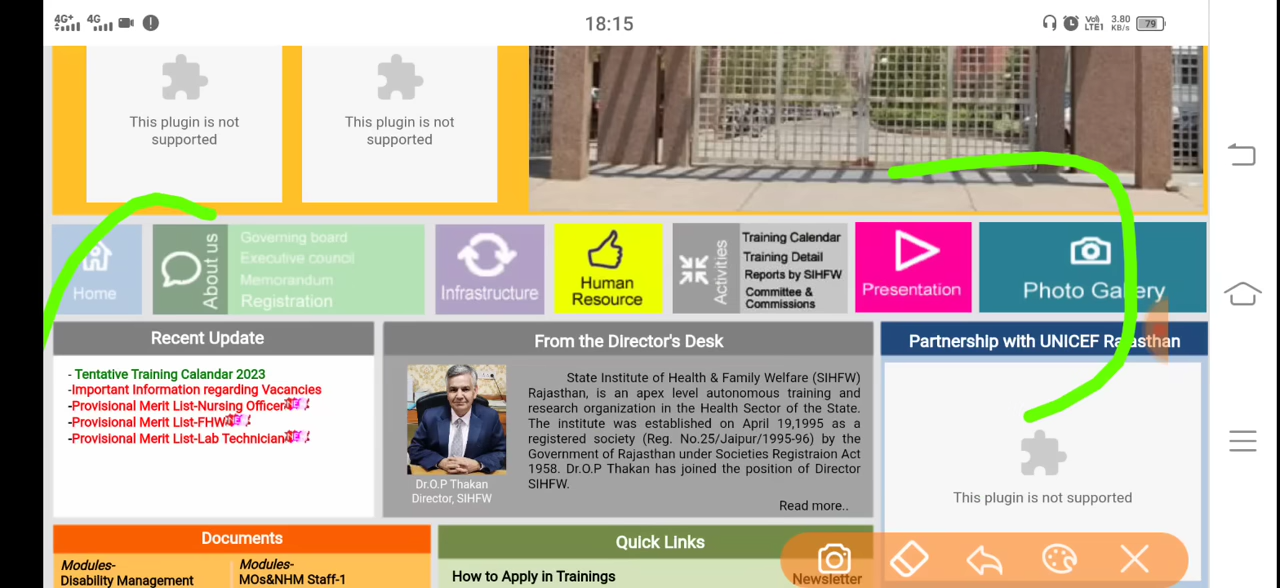 4G+ 4G 18:15 VoLTE1 3.80 KB/s 79
This plugin is not
supported
This plugin is not
supported
Home
About us
Governing board
Executive council
Memorandum
Registration
Infrastructure
Human
Resource
Activities
Training Calendar
Training Detail
Reports by SIHFW
Committee &
Commissions
Presentation
Photo Gallery
Recent Update
- Tentative Training Calandar 2023
-Important Information regarding Vacancies
-Provisional Merit List-Nursing Officer
-Provisional Merit List-FHW
-Provisional Merit List-Lab Technician
From the Director's Desk
State Institute of Health & Family Welfare (SIHFW)
Rajasthan, is an apex level autonomous training and
research organization in the Health Sector of the State.
The institute was established on April 19,1995 as a
registered society (Reg. No.25/Jaipur/1995-96) by the
Government of Rajasthan under Societies Registraion Act
1958. Dr.O.P Thakan has joined the position of Director
SIHFW.
Dr.O.P Thakan
Director, SIHFW
Read more..
Partnership with UNICEF Rajasthan
This plugin is not supported
Documents
Modules-
Disability Management
Modules-
MOs&NHM Staff-1
Quick Links
How to Apply in Trainings
Newsletter